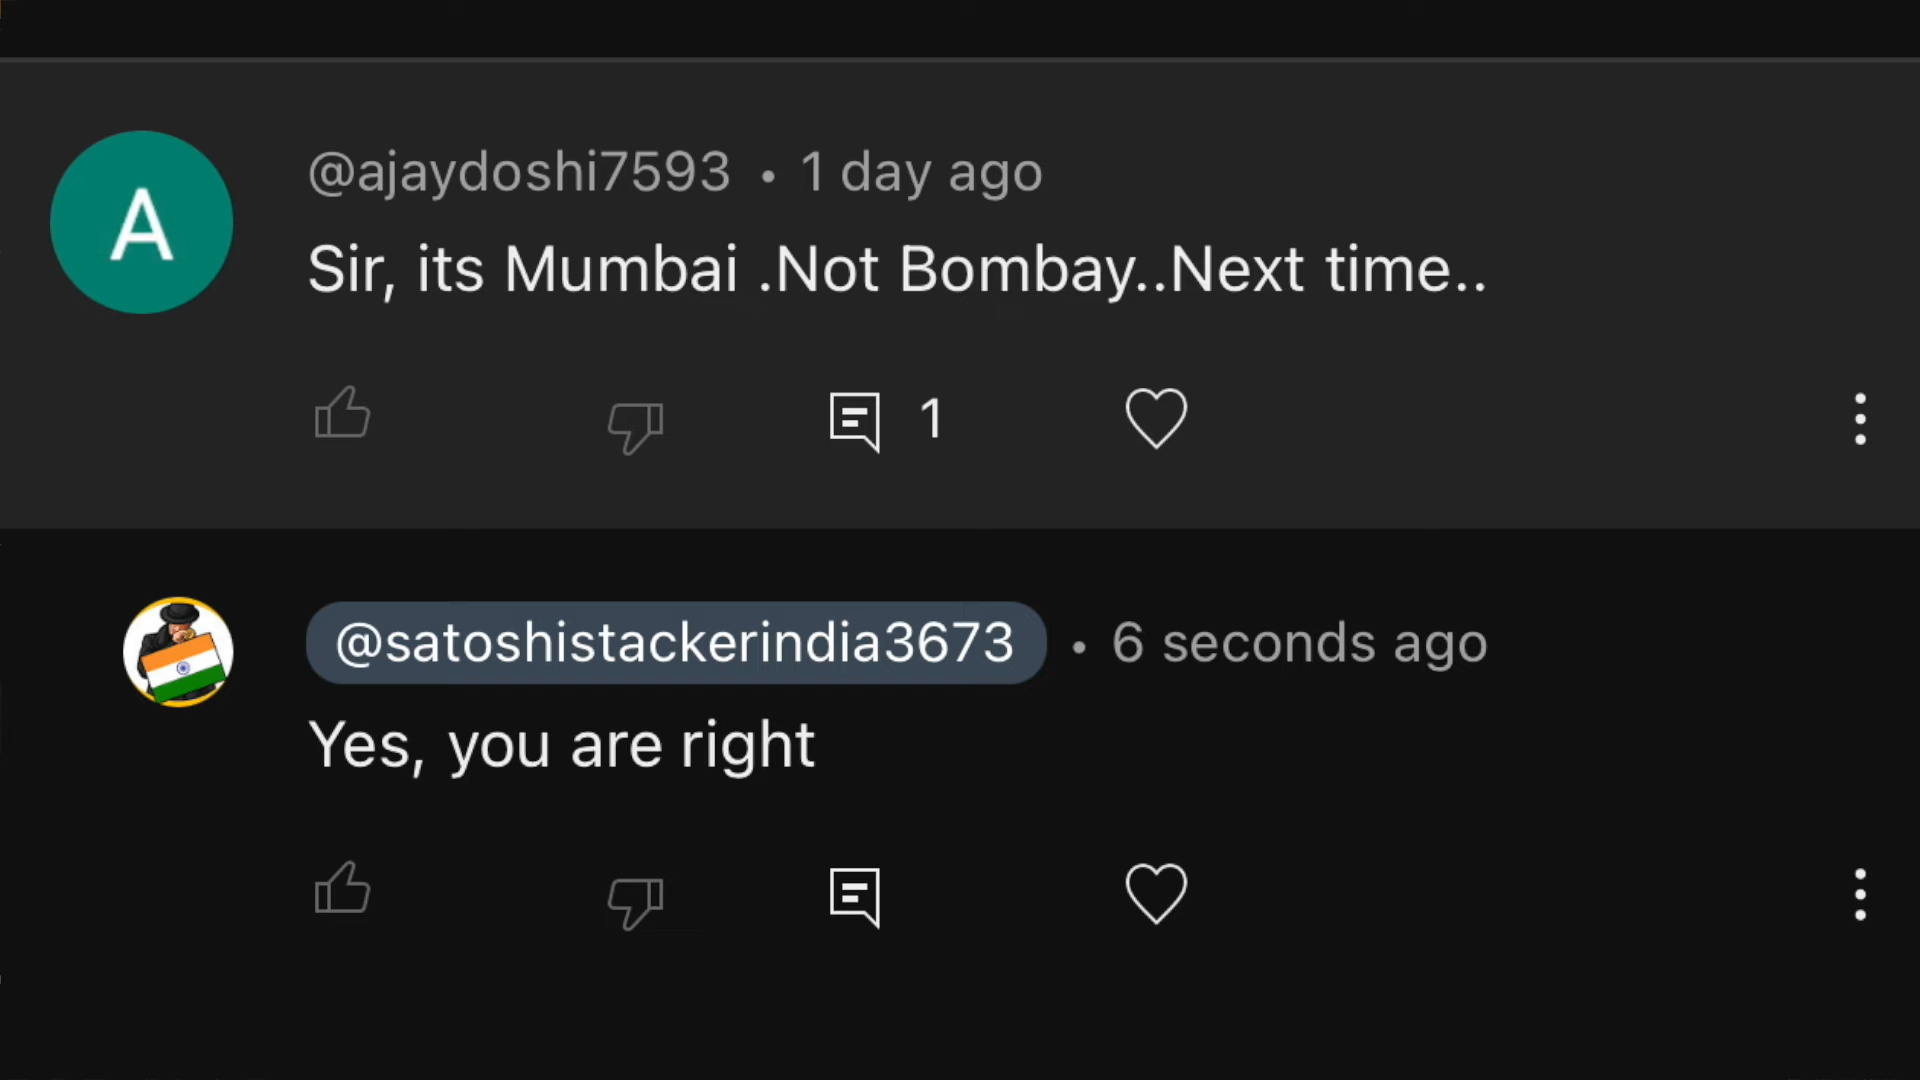 A
@ajaydoshi7593 • 1 day ago
Sir, its Mumbai .Not Bombay..Next time..
1
@satoshistackerindia3673 • 6 seconds ago
Yes, you are right